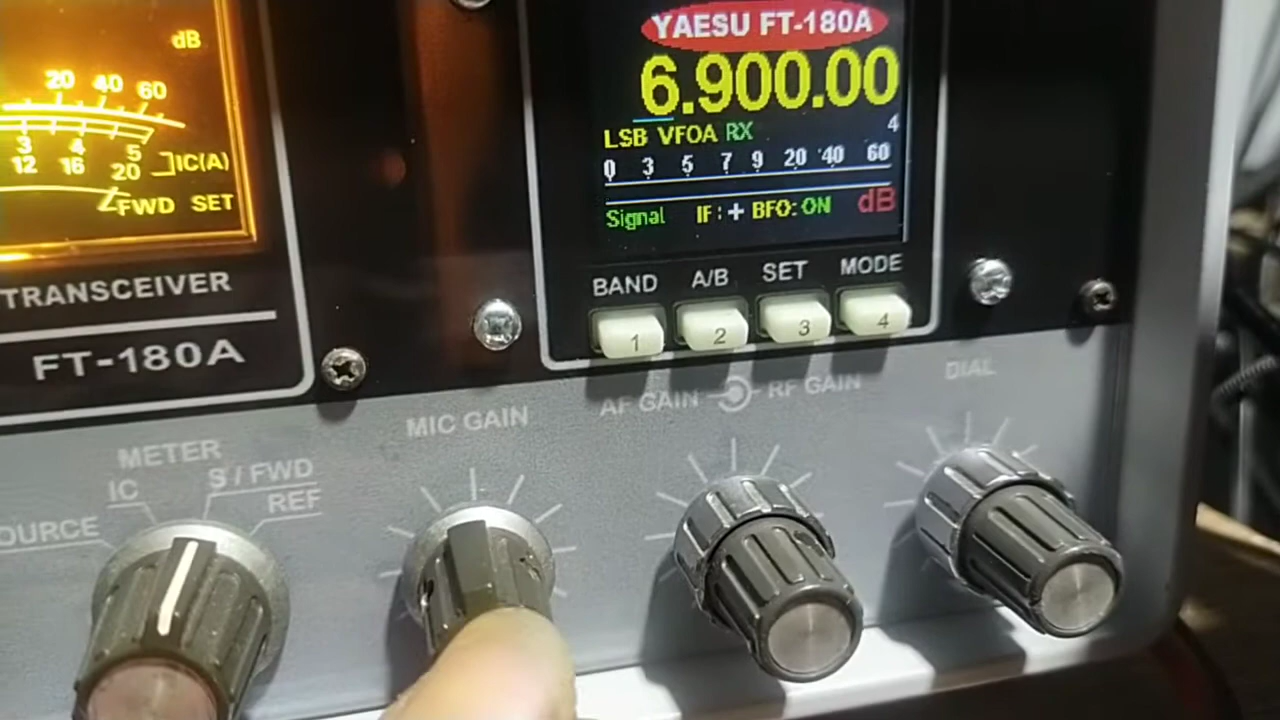 dB
20 40 60
3 4 5
12 16 20 IC(A)
FWD SET
TRANSCEIVER
FT-180A
YAESU FT-180A
6.900.00
LSB VFOA RX 4
0 3 5 7 9 20 40 60
Signal IF:+ BFO:ON dB
BAND A/B SET MODE
1 2 3 4
METER
IC S/FWD
OURCE REF
MIC GAIN
AF GAIN RF GAIN
DIAL